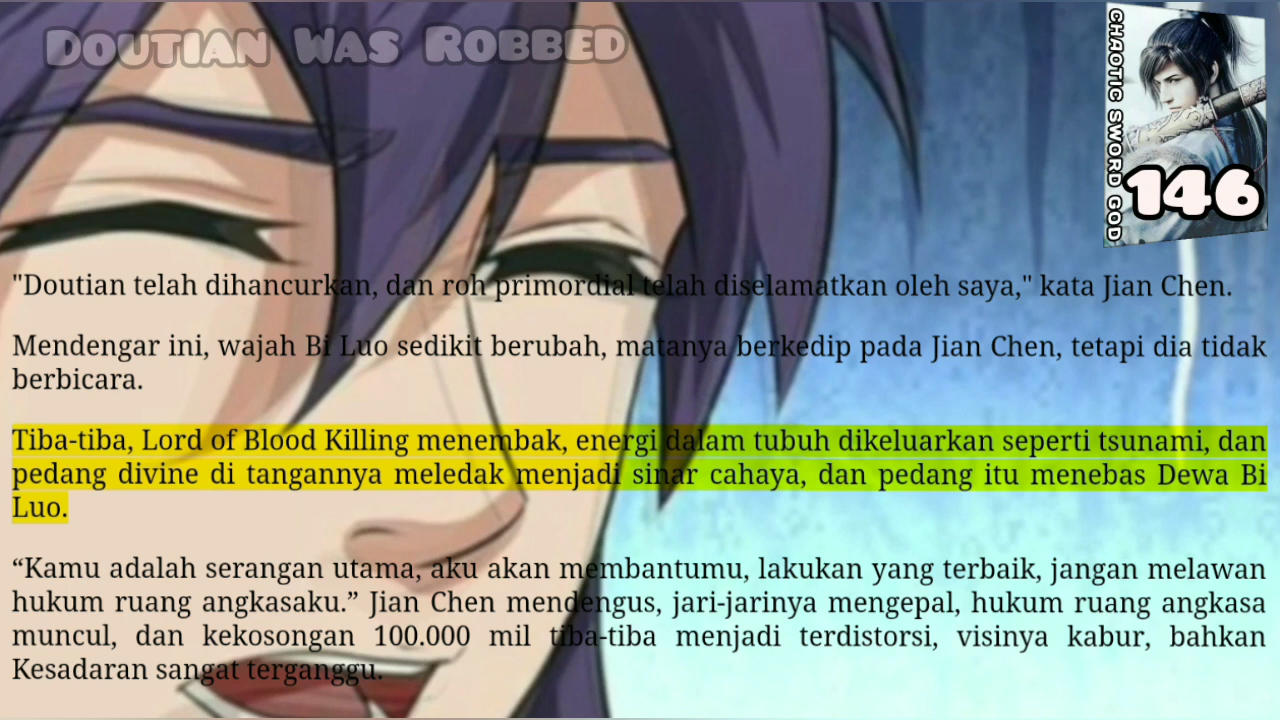 Doutian Was Robbed
CHAOTIC SWORD GOD
146
"Doutian telah dihancurkan, dan roh primordial telah diselamatkan oleh saya," kata Jian Chen.
Mendengar ini, wajah Bi Luo sedikit berubah, matanya berkedip pada Jian Chen, tetapi dia tidak
berbicara.
Tiba-tiba, Lord of Blood Killing menembak, energi dalam tubuh dikeluarkan seperti tsunami, dan
pedang divine di tangannya meledak menjadi sinar cahaya, dan pedang itu menebas Dewa Bi
Luo.
“Kamu adalah serangan utama, aku akan membantumu, lakukan yang terbaik, jangan melawan
hukum ruang angkasaku.” Jian Chen mendengus, jari-jarinya mengepal, hukum ruang angkasa
muncul, dan kekosongan 100.000 mil tiba-tiba menjadi terdistorsi, visinya kabur, bahkan
Kesadaran sangat terganggu.